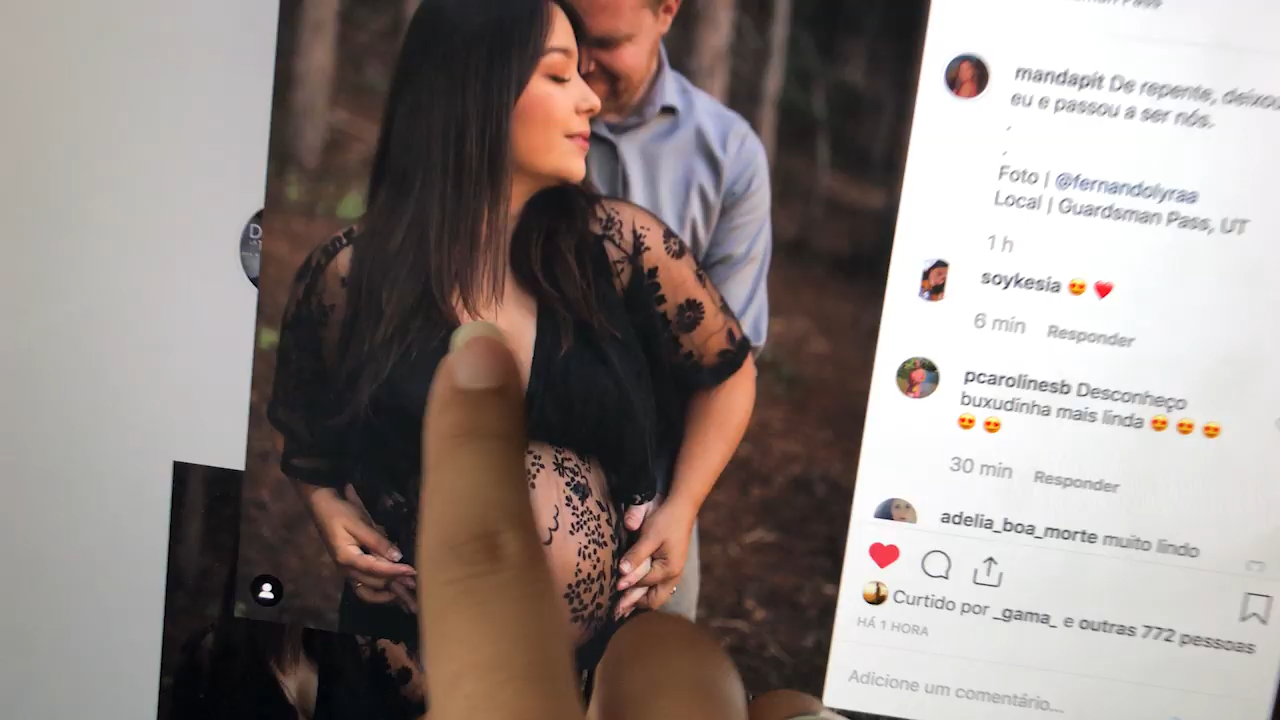 mandapit De repente, deixou
eu e passou a ser nós.
.
.
Foto | @fernandolyraa
Local | Guardsman Pass, UT
1 h
soykesia 😍 ❤️
6 min Responder
pcarolinesb Desconheço
buxudinha mais linda 😍 😍 😍
😍 😍
30 min Responder
adelia_boa_morte muito lindo
Curtido por _gama_ e outras 772 pessoas
HÁ 1 HORA
Adicione um comentário...